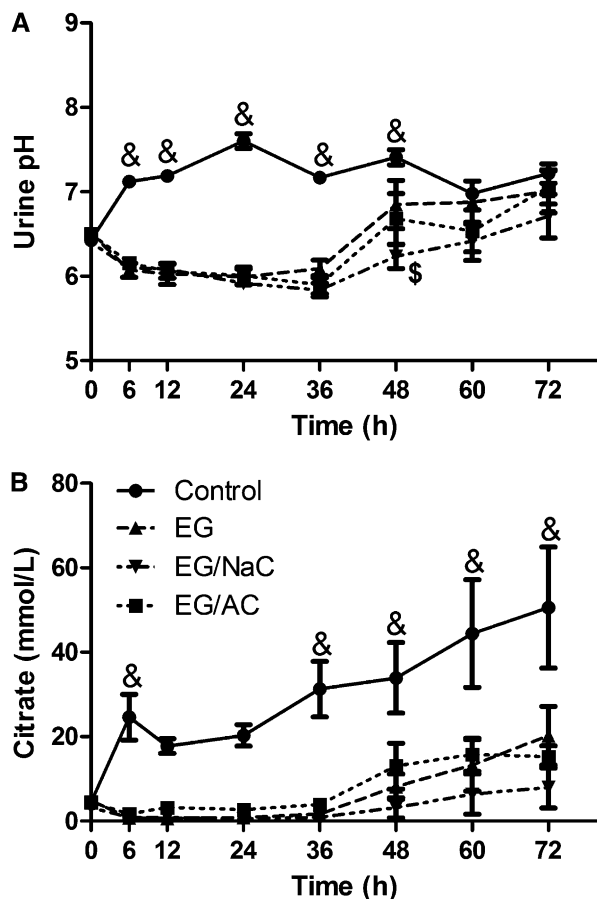 A
Urine pH
9
8
7
6
5
& & & & &
$
0 6 12 24 36 48 60 72
Time (h)
B
Citrate (mmol/L)
80
60
40
20
0
Control
EG
EG/NaC
EG/AC
& & & & &
0 6 12 24 36 48 60 72
Time (h)